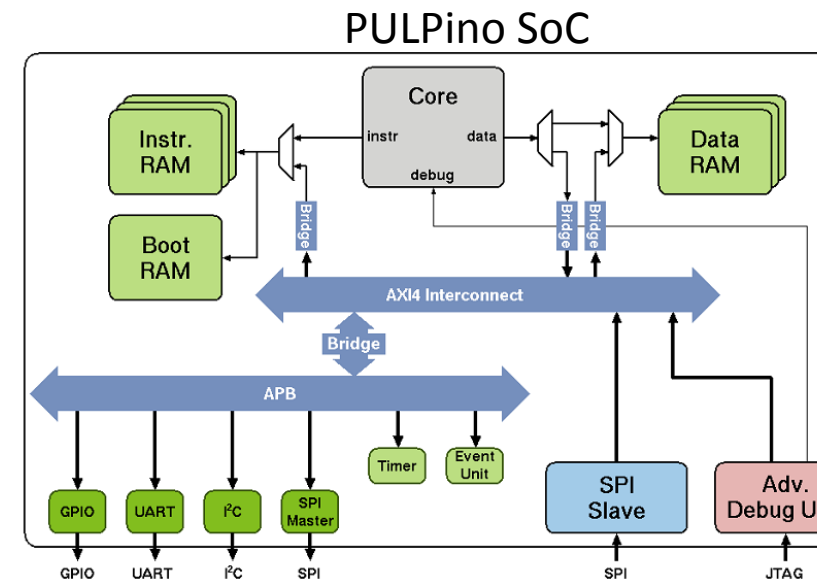 PULPino SoC
Core
instr
data
debug
Instr.
RAM
Data
RAM
Boot
RAM
Bridge
Bridge
Bridge
AXI4 Interconnect
Bridge
APB
Timer
Event
Unit
GPIO
UART
I²C
SPI
Master
SPI
Slave
Adv.
Debug U
GPIO
UART
I²C
SPI
SPI
JTAG